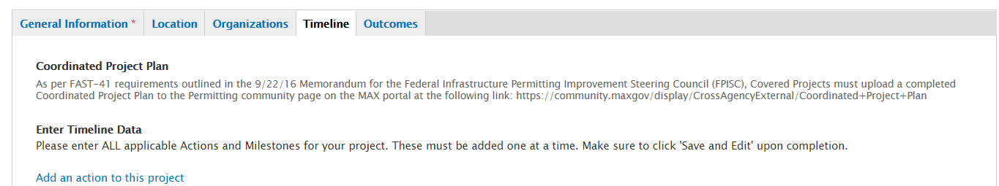 General Information * Location Organizations Timeline Outcomes
Coordinated Project Plan
As per FAST-41 requirements outlined in the 9/22/16 Memorandum for the Federal Infrastructure Permitting Improvement Steering Council (FPISC), Covered Projects must upload a completed
Coordinated Project Plan to the Permitting community page on the MAX portal at the following link: https://community.maxgov/display/CrossAgencyExternal/Coordinated+Project+Plan
Enter Timeline Data
Please enter ALL applicable Actions and Milestones for your project. These must be added one at a time. Make sure to click 'Save and Edit' upon completion.
Add an action to this project